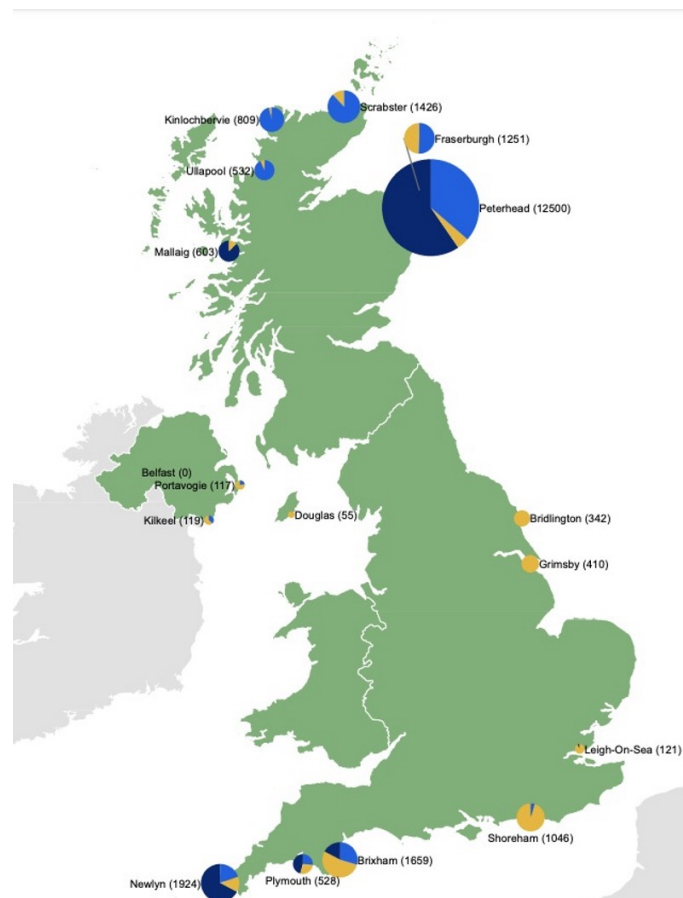 Scrabster (1426)
Kinlochbervie (809)
Fraserburgh (1251)
Ullapool (532)
Peterhead (12500)
Mallaig (603)
Belfast (0)
Portavogie (117)
Kilkeel (119)
Douglas (55)
Bridlington (342)
Grimsby (410)
Leigh-On-Sea (121)
Shoreham (1046)
Brixham (1659)
Plymouth (528)
Newlyn (1924)